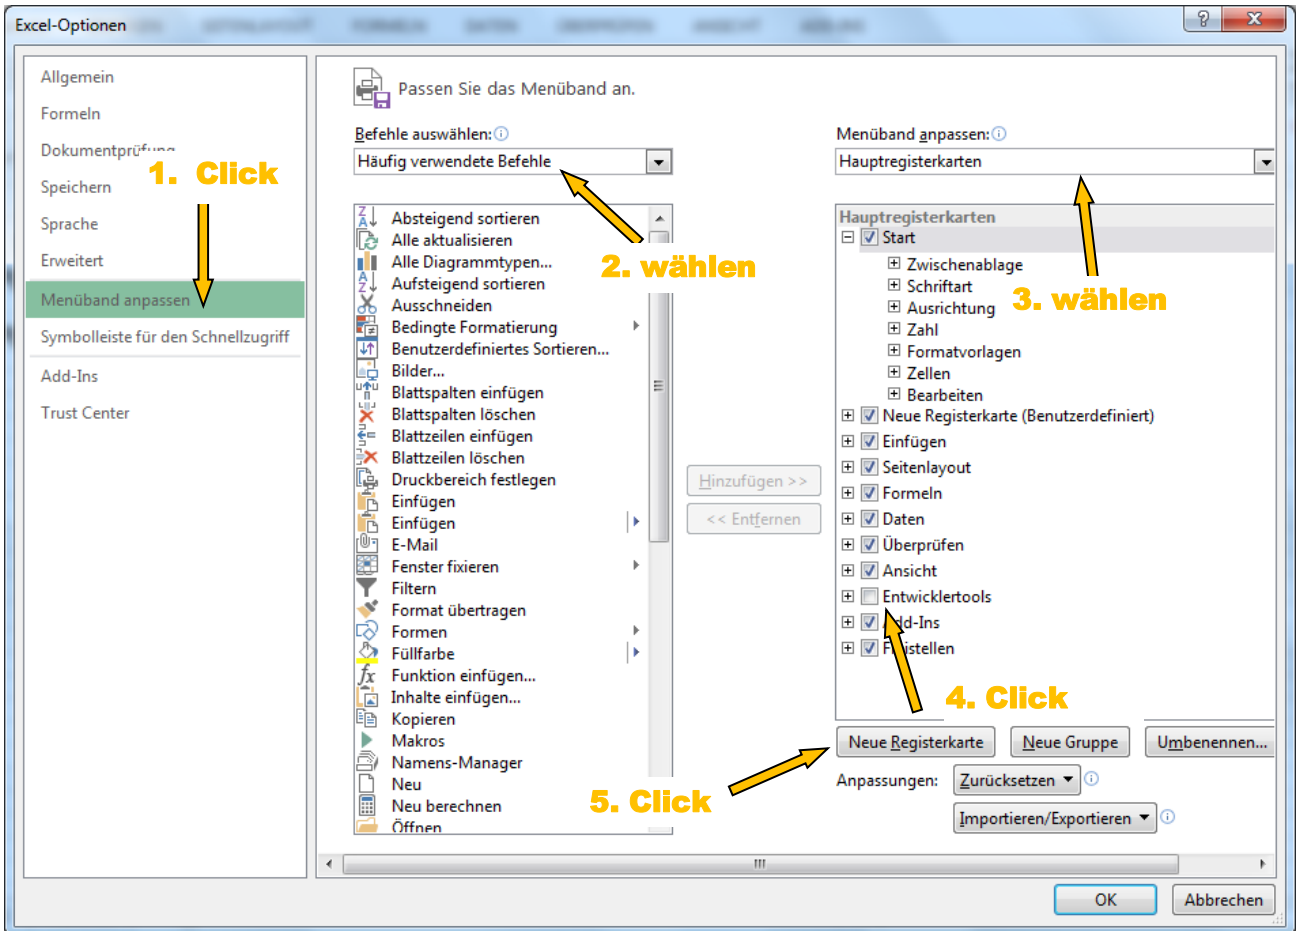 Excel-Optionen
Allgemein
Formeln
Dokumentprüfung
Speichern
Sprache
Erweitert
Menüband anpassen
Symbolleiste für den Schnellzugriff
Add-Ins
Trust Center
1. Click
Passen Sie das Menüband an.
Befehle auswählen:
Häufig verwendete Befehle
Absteigend sortieren
Alle aktualisieren
Alle Diagrammtypen...
Aufsteigend sortieren
Ausschneiden
Bedingte Formatierung
Benutzerdefiniertes Sortieren...
Bilder...
Blattspalten einfügen
Blattspalten löschen
Blattzeilen einfügen
Blattzeilen löschen
Druckbereich festlegen
Einfügen
Einfügen
E-Mail
Fenster fixieren
Filtern
Format übertragen
Formen
Füllfarbe
Funktion einfügen...
Inhalte einfügen...
Kopieren
Makros
Namens-Manager
Neu
Neu berechnen
Öffnen
2. wählen
Hinzufügen >>
<< Entfernen
Menüband anpassen:
Hauptregisterkarten
Hauptregisterkarten
Start
Zwischenablage
Schriftart
Ausrichtung
Zahl
Formatvorlagen
Zellen
Bearbeiten
Neue Registerkarte (Benutzerdefiniert)
Einfügen
Seitenlayout
Formeln
Daten
Überprüfen
Ansicht
Entwicklertools
Add-Ins
Freistellen
3. wählen
4. Click
Neue Registerkarte
Neue Gruppe
Umbenennen...
5. Click
Anpassungen:
Zurücksetzen
Importieren/Exportieren
OK
Abbrechen